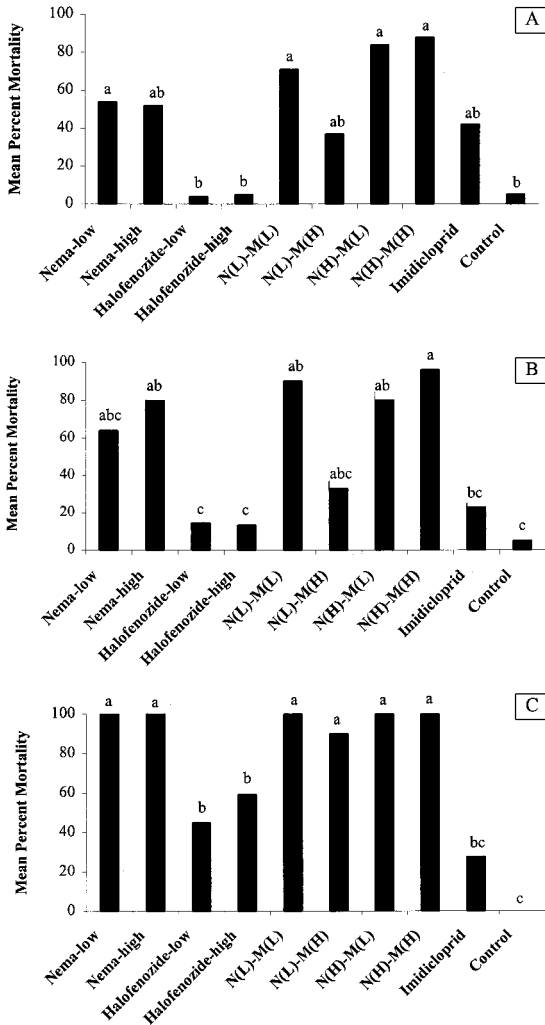 A
Mean Percent Mortality
100
80
60
40
20
0
a
ab
b
b
a
ab
a
a
ab
b
Nema-low
Nema-high
Halofenozide-low
Halofenozide-high
N(L)-M(L)
N(L)-M(H)
N(H)-M(L)
N(H)-M(H)
Imidicloprid
Control
B
Mean Percent Mortality
100
80
60
40
20
0
abc
ab
c
c
ab
abc
ab
a
bc
c
Nema-low
Nema-high
Halofenozide-low
Halofenozide-high
N(L)-M(L)
N(L)-M(H)
N(H)-M(L)
N(H)-M(H)
Imidicloprid
Control
C
Mean Percent Mortality
100
80
60
40
20
0
a
a
b
b
a
a
a
a
bc
c
Nema-low
Nema-high
Halofenozide-low
Halofenozide-high
N(L)-M(L)
N(L)-M(H)
N(H)-M(L)
N(H)-M(H)
Imidicloprid
Control